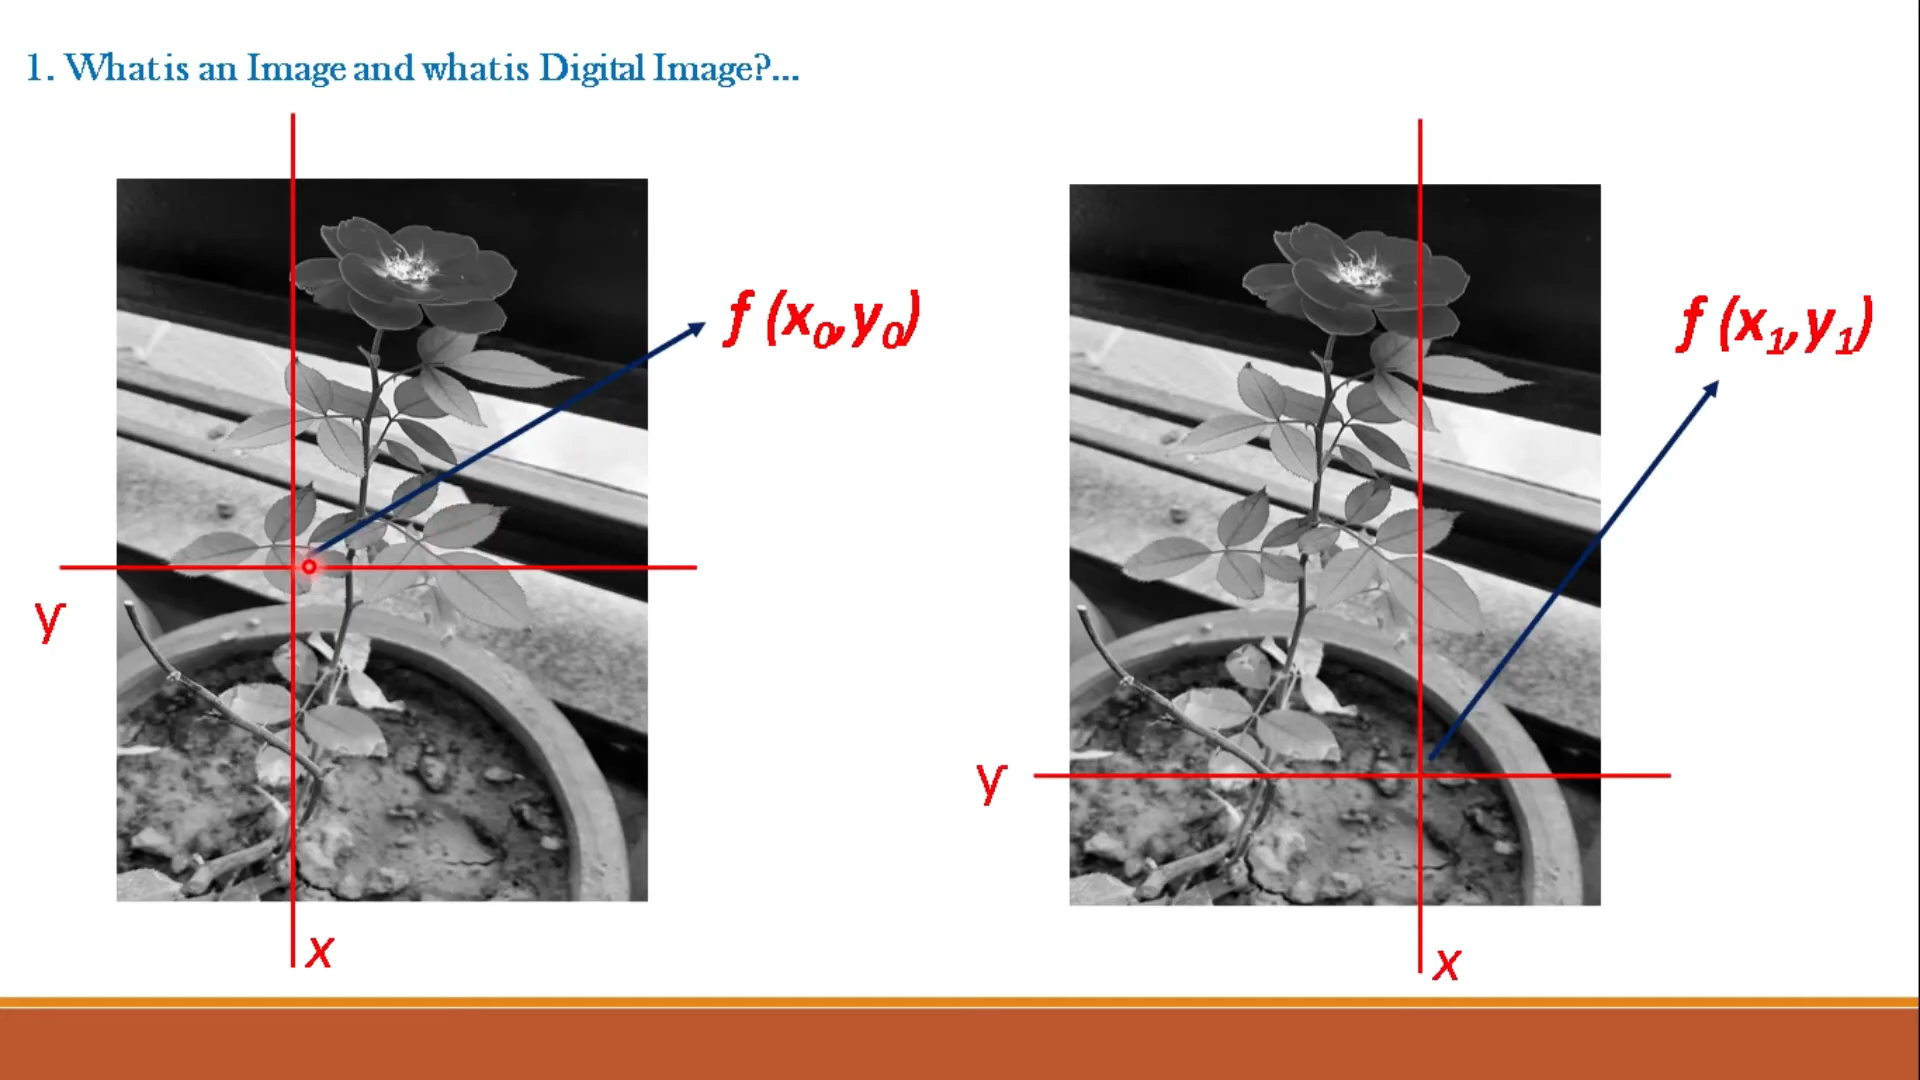 1. What is an Image and what is Digital Image?...
f (x₀,y₀)
f (x₁,y₁)
y
x
y
x